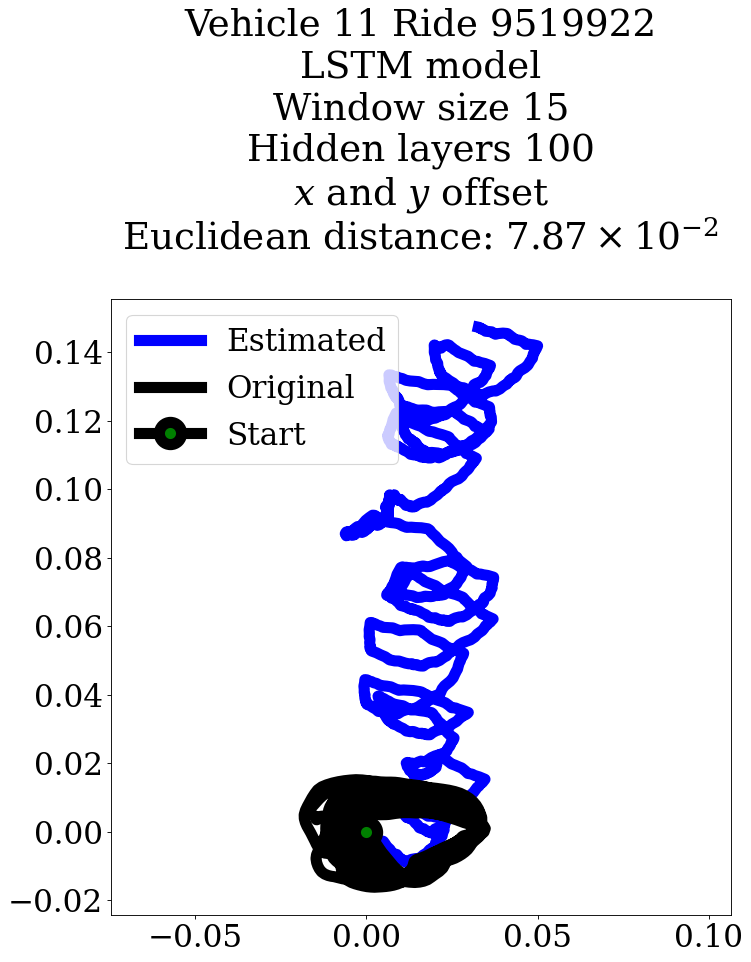 Vehicle 11 Ride 9519922
LSTM model
Window size 15
Hidden layers 100
x and y offset
Euclidean distance: 7.87 × 10⁻²
Estimated
Original
Start
0.14
0.12
0.10
0.08
0.06
0.04
0.02
0.00
−0.02
−0.05 0.00 0.05 0.10